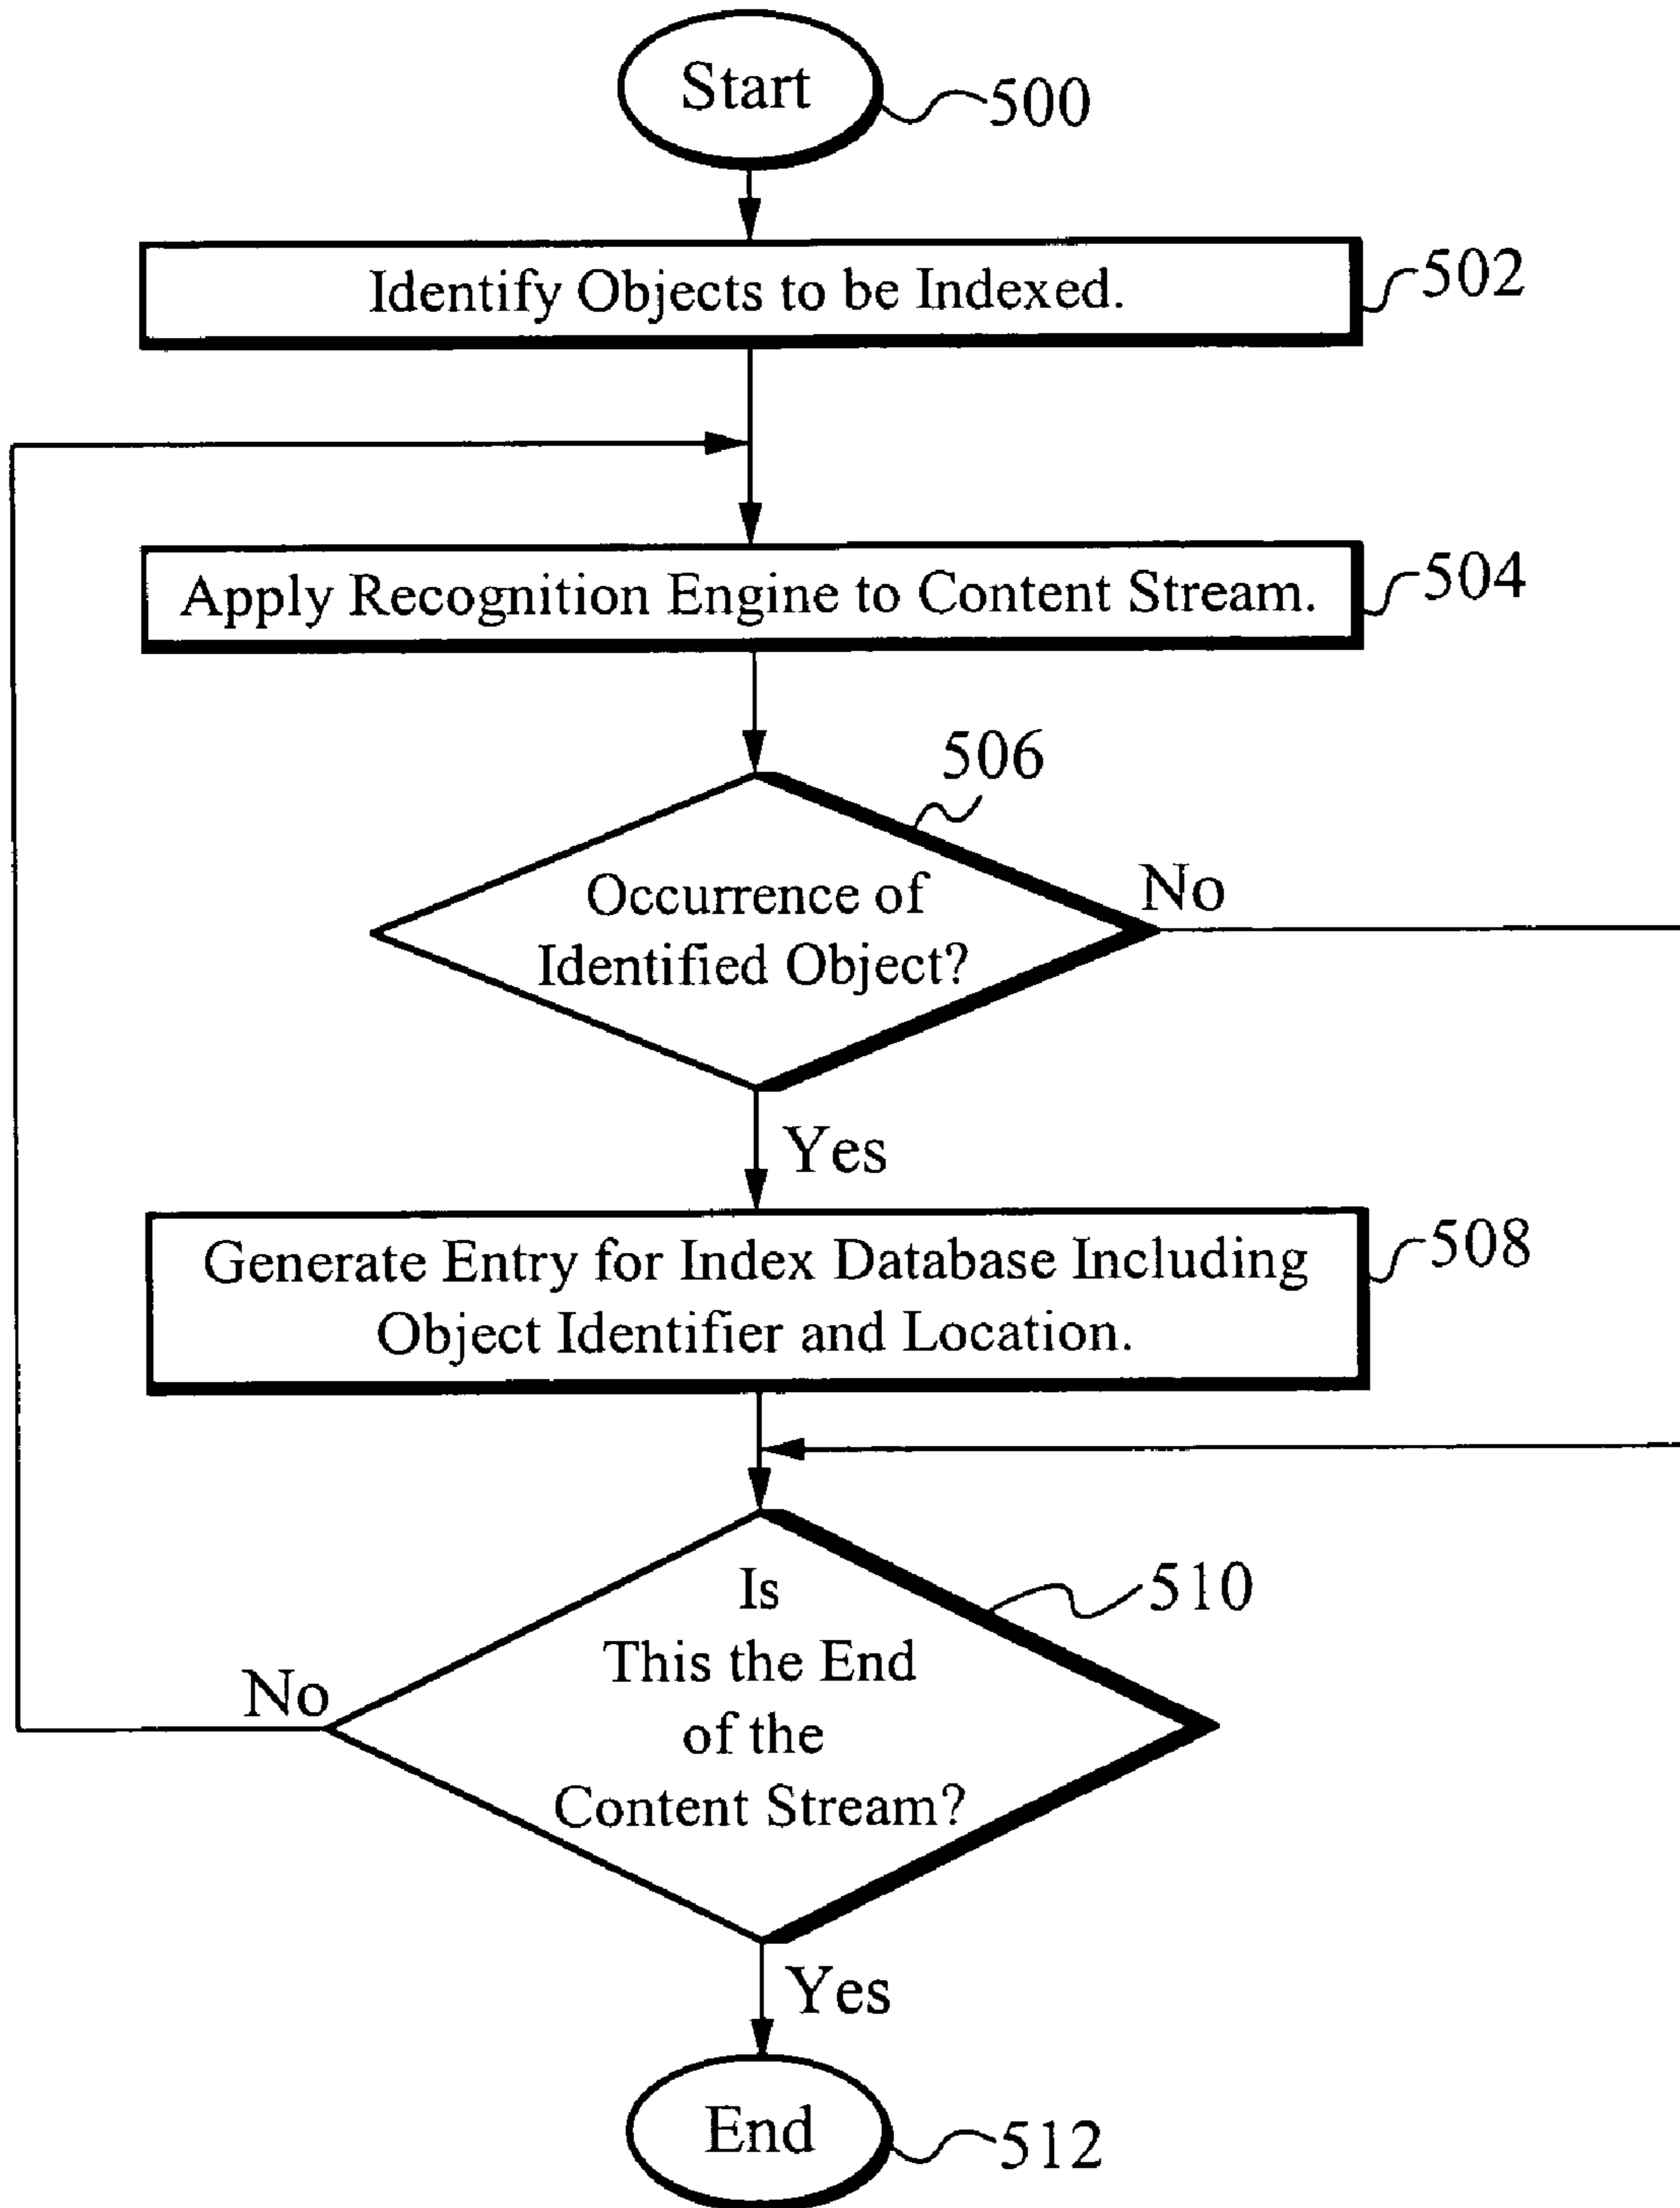 Start
500
Identify Objects to be Indexed.
502
Apply Recognition Engine to Content Stream.
504
506
Occurrence of
Identified Object?
No
Yes
Generate Entry for Index Database Including
Object Identifier and Location.
508
Is
This the End
of the
Content Stream?
510
No
Yes
End
512